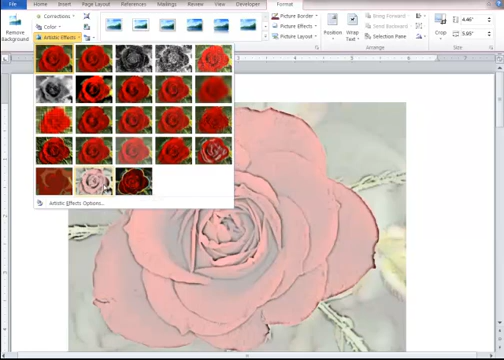 File Home Insert Page Layout References Mailings Review View Developer Format
Corrections
Color
Artistic Effects
Remove Background
Picture Border
Picture Effects
Picture Layout
Position
Wrap Text
Bring Forward
Send Backward
Selection Pane
Arrange
Crop
4.46"
5.95"
Size
Artistic Effects Options...